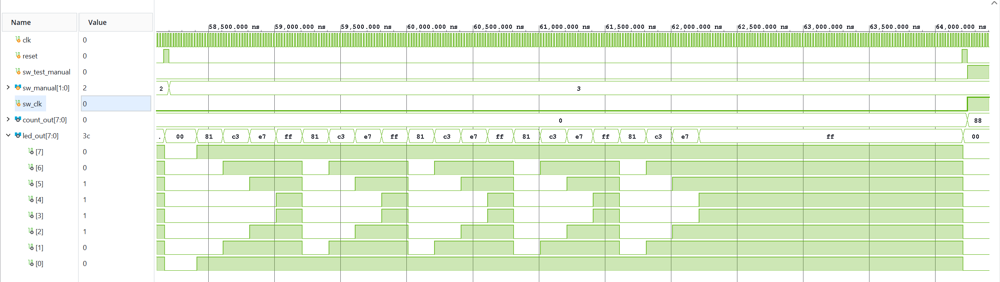 Name Value
58,500.000 ns 59,000.000 ns 59,500.000 ns 60,000.000 ns 60,500.000 ns 61,000.000 ns 61,500.000 ns 62,000.000 ns 62,500.000 ns 63,000.000 ns 63,500.000 ns 64,000.000 ns
clk 0
reset 0
sw_test_manual 0
sw_manual[1:0] 2 2 3
sw_clk 0
count_out[7:0] 0 0 88
led_out[7:0] 3c . 00 81 c3 e7 ff 81 c3 e7 ff 81 c3 e7 ff 81 c3 e7 ff 81 c3 e7 ff 00
[7] 0
[6] 0
[5] 1
[4] 1
[3] 1
[2] 1
[1] 0
[0] 0